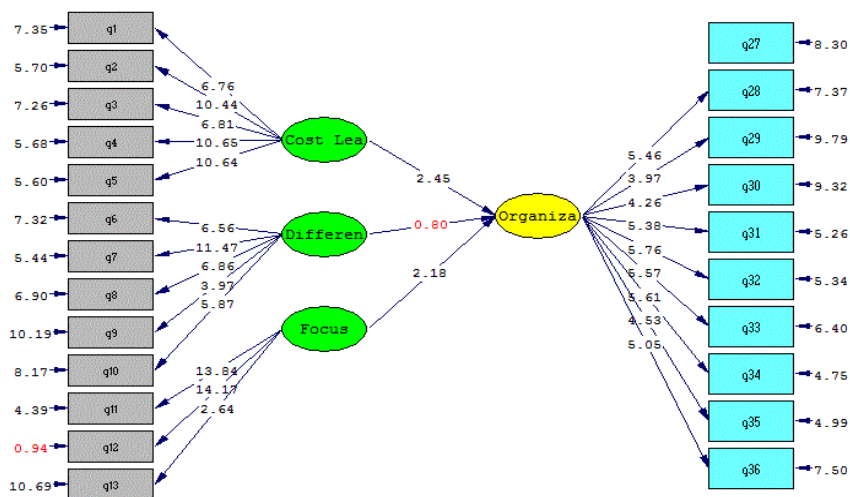 7.35 q1
5.70 q2
7.26 q3
5.68 q4
5.60 q5
7.32 q6
5.44 q7
6.90 q8
10.19 q9
8.17 q10
4.39 q11
0.94 q12
10.69 q13
6.76
10.44
6.81
10.65
10.64
6.56
11.47
6.86
3.97
5.87
13.84
14.17
2.64
Cost Lea
Differen
Focus
2.45
0.80
2.18
Organiza
5.46
3.97
4.26
5.38
5.76
5.57
5.61
4.53
5.05
q27 8.30
q28 7.37
q29 9.79
q30 9.32
q31 5.26
q32 5.34
q33 6.40
q34 4.75
q35 4.99
q36 7.50